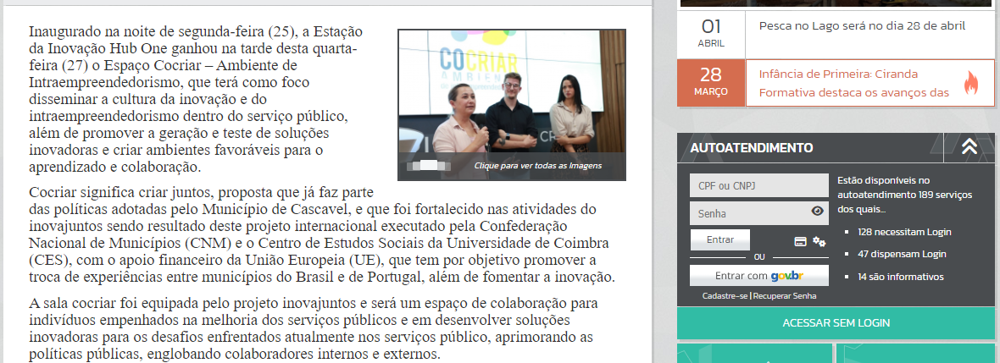 Inaugurado na noite de segunda-feira (25), a Estação
da Inovação Hub One ganhou na tarde desta quarta-
feira (27) o Espaço Cocriar – Ambiente de
Intraempreendedorismo, que terá como foco
disseminar a cultura da inovação e do
intraempreendedorismo dentro do serviço público,
além de promover a geração e teste de soluções
inovadoras e criar ambientes favoráveis para o
aprendizado e colaboração.
COCRIAR
AMBIENTE
Clique para ver todas as Imagens
Cocriar significa criar juntos, proposta que já faz parte
das políticas adotadas pelo Município de Cascavel, e que foi fortalecido nas atividades do
inovajuntos sendo resultado deste projeto internacional executado pela Confederação
Nacional de Municípios (CNM) e o Centro de Estudos Sociais da Universidade de Coimbra
(CES), com o apoio financeiro da União Europeia (UE), que tem por objetivo promover a
troca de experiências entre municípios do Brasil e de Portugal, além de fomentar a inovação.
A sala cocriar foi equipada pelo projeto inovajuntos e será um espaço de colaboração para
indivíduos empenhados na melhoria dos serviços públicos e em desenvolver soluções
inovadoras para os desafios enfrentados atualmente nos serviço público, aprimorando as
políticas públicas, englobando colaboradores internos e externos.
01
ABRIL
Pesca no Lago será no dia 28 de abril
28
MARÇO
Infância de Primeira: Ciranda
Formativa destaca os avanços das
AUTOATENDIMENTO
CPF ou CNPJ
Senha
Entrar
OU
Entrar com gov.br
Cadastre-se | Recuperar Senha
Estão disponíveis no
autoatendimento 189 serviços
dos quais...
128 necessitam Login
47 dispensam Login
14 são informativos
ACESSAR SEM LOGIN